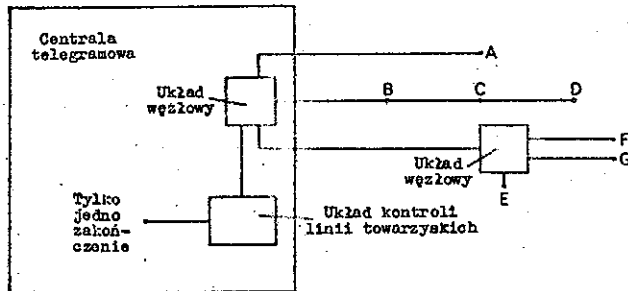 Centrala
telegramowa
A
Układ
węzłowy
B
C
D
F
G
Układ
węzłowy
E
Tylko
jedno
zakoń-
czenie
Układ kontroli
linii towarzyskich